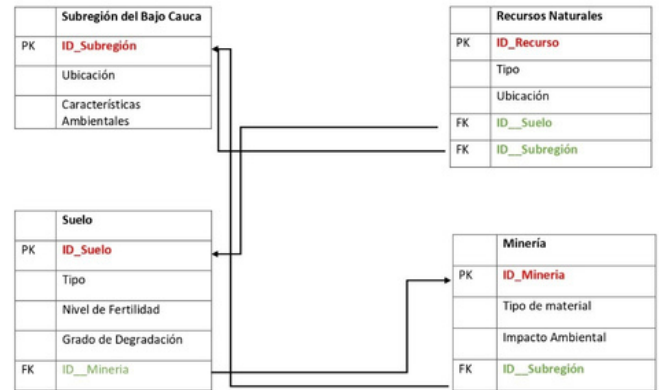 Subregión del Bajo Cauca
PK ID_Subregión
Ubicación
Características
Ambientales
Recursos Naturales
PK ID_Recurso
Tipo
Ubicación
FK ID__Suelo
FK ID__Subregión
Suelo
PK ID_Suelo
Tipo
Nivel de Fertilidad
Grado de Degradación
FK ID__Mineria
Minería
PK ID_Mineria
Tipo de material
Impacto Ambiental
FK ID__Subregión